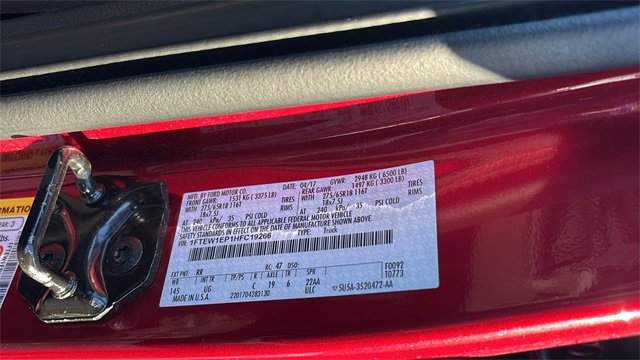 MFD. BY FORD MOTOR CO.
DATE: 04/17 GVWR: 2948 KG ( 6500 LB)
FRONT GAWR: 1531 KG ( 3375 LB) REAR GAWR: 1497 KG ( 3300 LB)
WITH 275/65R18 116T TIRES WITH 275/65R18 116T TIRES
18x7.5J RIMS 18x7.5J RIMS
AT 240 kPa/ 35 PSI COLD AT 240 kPa/ 35 PSI COLD
THIS VEHICLE CONFORMS TO ALL APPLICABLE FEDERAL MOTOR VEHICLE
SAFETY STANDARDS IN EFFECT ON THE DATE OF MANUFACTURE SHOWN ABOVE.
VIN: 1FTEW1EP1HFC19266
TYPE: Truck
F0092
T0773
EXT PNT: RR RC: 47 DSO:
WB TP/PS AXLE TR SPR
145 UG C 19 6 22AA
MADE IN U.S.A. 2201704283130 ULC 5USA-3520472-AA